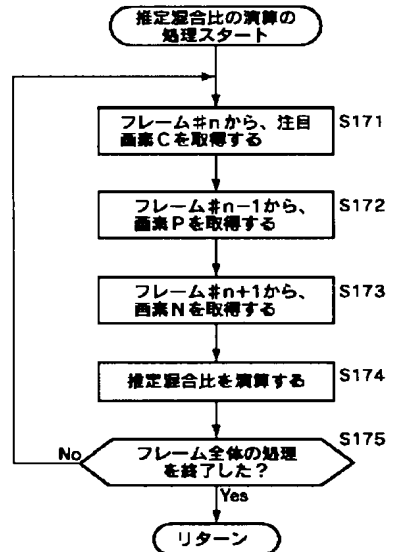 推定混合比の演算の
処理スタート
フレーム#nから、注目
画素Cを取得する
S171
フレーム#n−1から、
画素Pを取得する
S172
フレーム#n+1から、
画素Nを取得する
S173
推定混合比を演算する
S174
フレーム全体の処理
を終了した?
S175
No
Yes
リターン